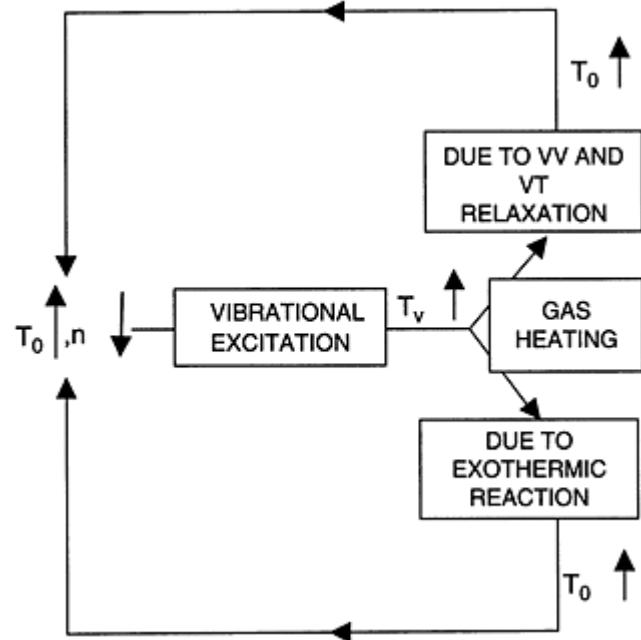 T₀
DUE TO VV AND
VT
RELAXATION
T₀ ,n
VIBRATIONAL
EXCITATION
Tᵥ
GAS
HEATING
DUE TO
EXOTHERMIC
REACTION
T₀